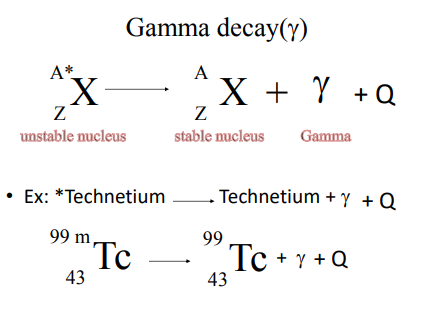 Gamma decay(γ)
A* A
X → X + γ + Q
Z Z
unstable nucleus stable nucleus Gamma
• Ex: *Technetium → Technetium + γ + Q
99 m 99
Tc → Tc + γ + Q
43 43